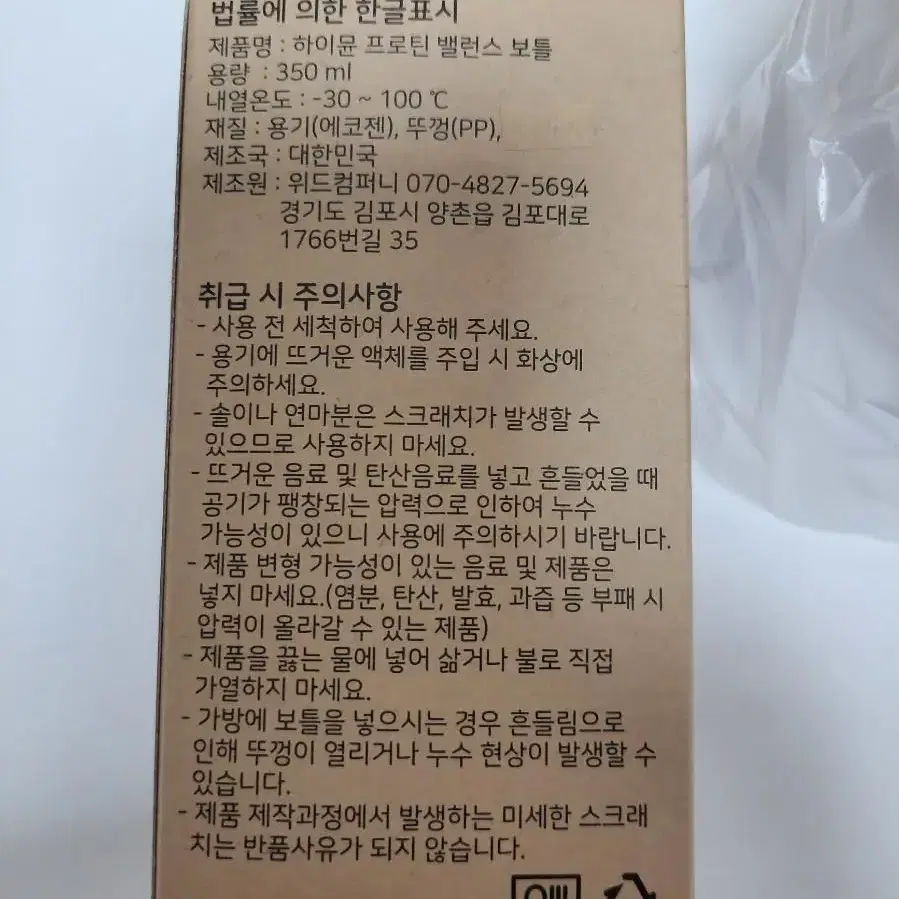 법률에 의한 한글표시
제품명 : 하이뮨 프로틴 밸런스 보틀
용량 : 350 ml
내열온도 : -30 ~ 100 ℃
재질 : 용기(에코젠), 뚜껑(PP),
제조국 : 대한민국
제조원 : 위드컴퍼니 070-4827-5694
경기도 김포시 양촌읍 김포대로
1766번길 35
취급 시 주의사항
- 사용 전 세척하여 사용해 주세요.
- 용기에 뜨거운 액체를 주입 시 화상에
주의하세요.
- 솔이나 연마분은 스크래치가 발생할 수
있으므로 사용하지 마세요.
- 뜨거운 음료 및 탄산음료를 넣고 흔들었을 때
공기가 팽창되는 압력으로 인하여 누수
가능성이 있으니 사용에 주의하시기 바랍니다.
- 제품 변형 가능성이 있는 음료 및 제품은
넣지 마세요.(염분, 탄산, 발효, 과즙 등 부패 시
압력이 올라갈 수 있는 제품)
- 제품을 끓는 물에 넣어 삶거나 불로 직접
가열하지 마세요.
- 가방에 보틀을 넣으시는 경우 흔들림으로
인해 뚜껑이 열리거나 누수 현상이 발생할 수
있습니다.
- 제품 제작과정에서 발생하는 미세한 스크래
치는 반품사유가 되지 않습니다.